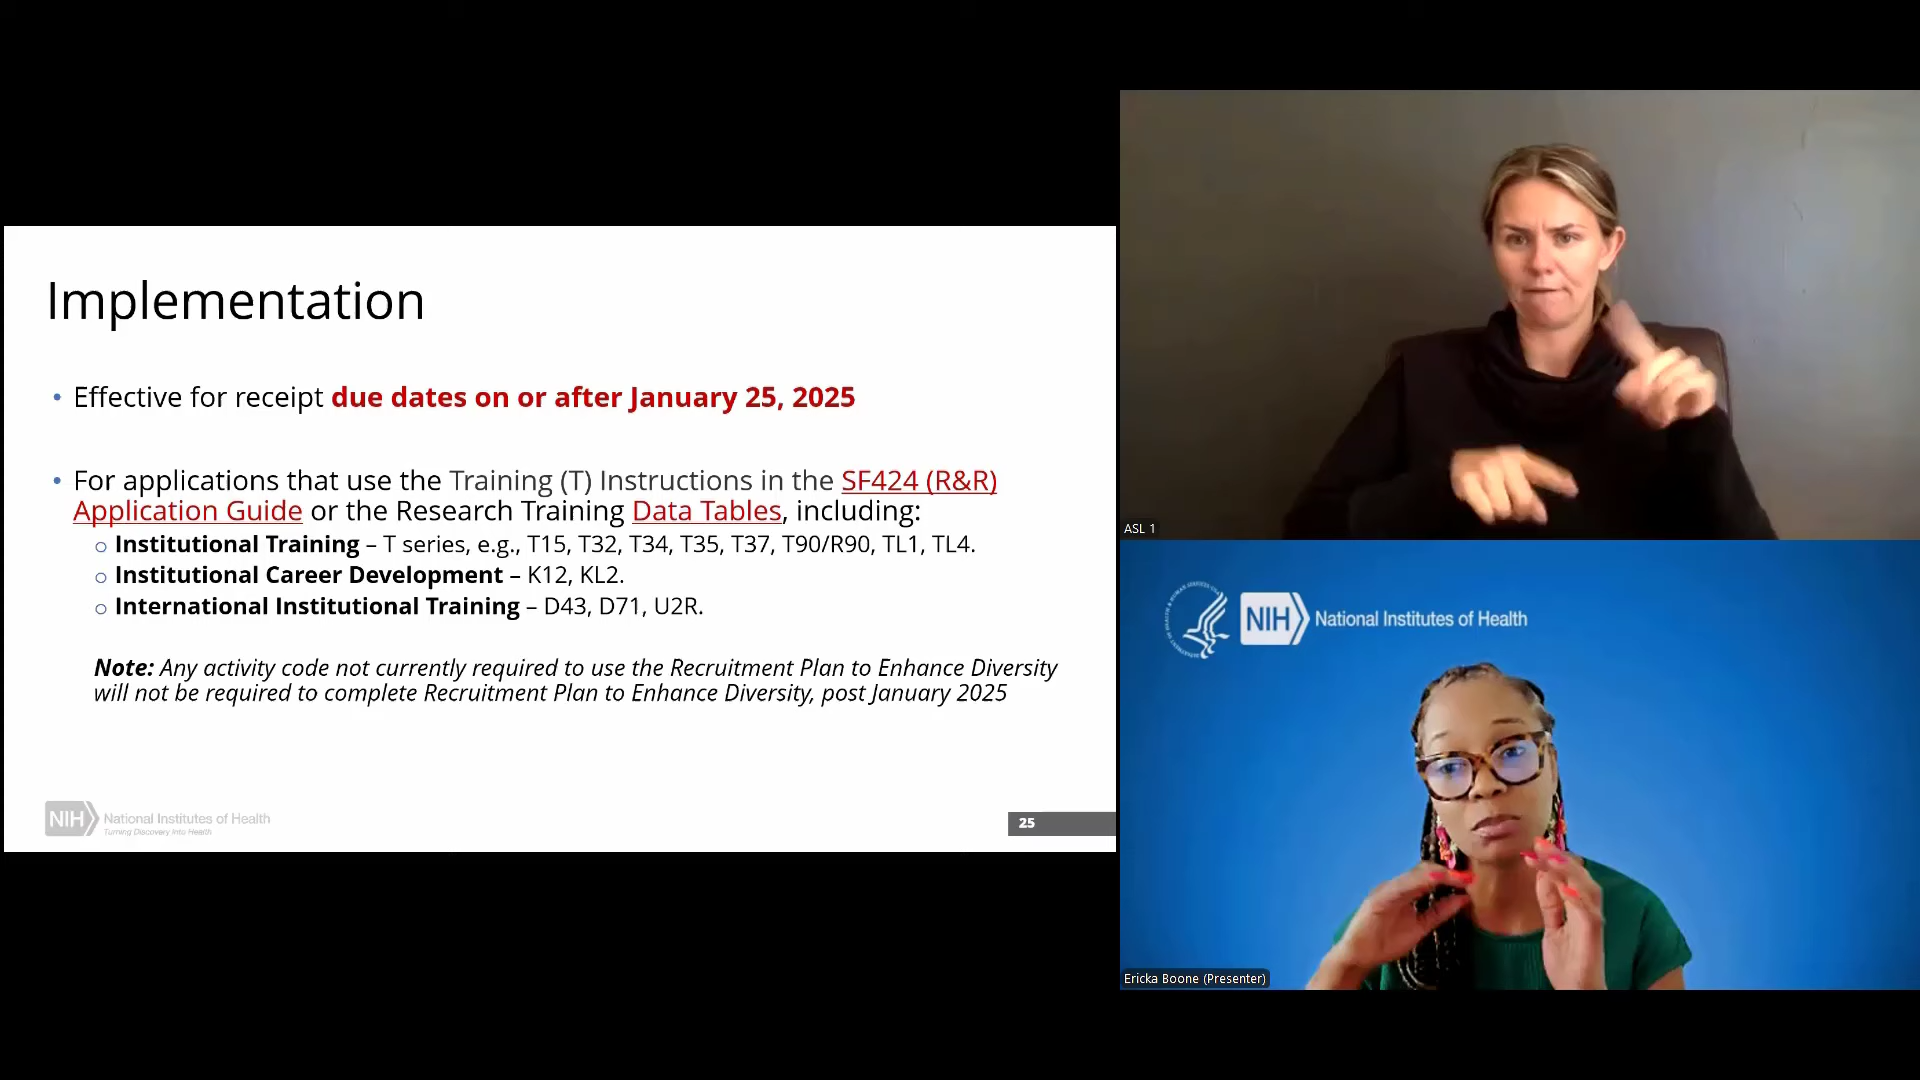 Implementation
• Effective for receipt due dates on or after January 25, 2025
• For applications that use the Training (T) Instructions in the SF424 (R&R)
Application Guide or the Research Training Data Tables, including:
○ Institutional Training – T series, e.g., T15, T32, T34, T35, T37, T90/R90, TL1, TL4.
○ Institutional Career Development – K12, KL2.
○ International Institutional Training – D43, D71, U2R.
Note: Any activity code not currently required to use the Recruitment Plan to Enhance Diversity
will not be required to complete Recruitment Plan to Enhance Diversity, post January 2025
NIH National Institutes of Health
Turning Discovery Into Health
25
ASL 1
NIH National Institutes of Health
Ericka Boone (Presenter)